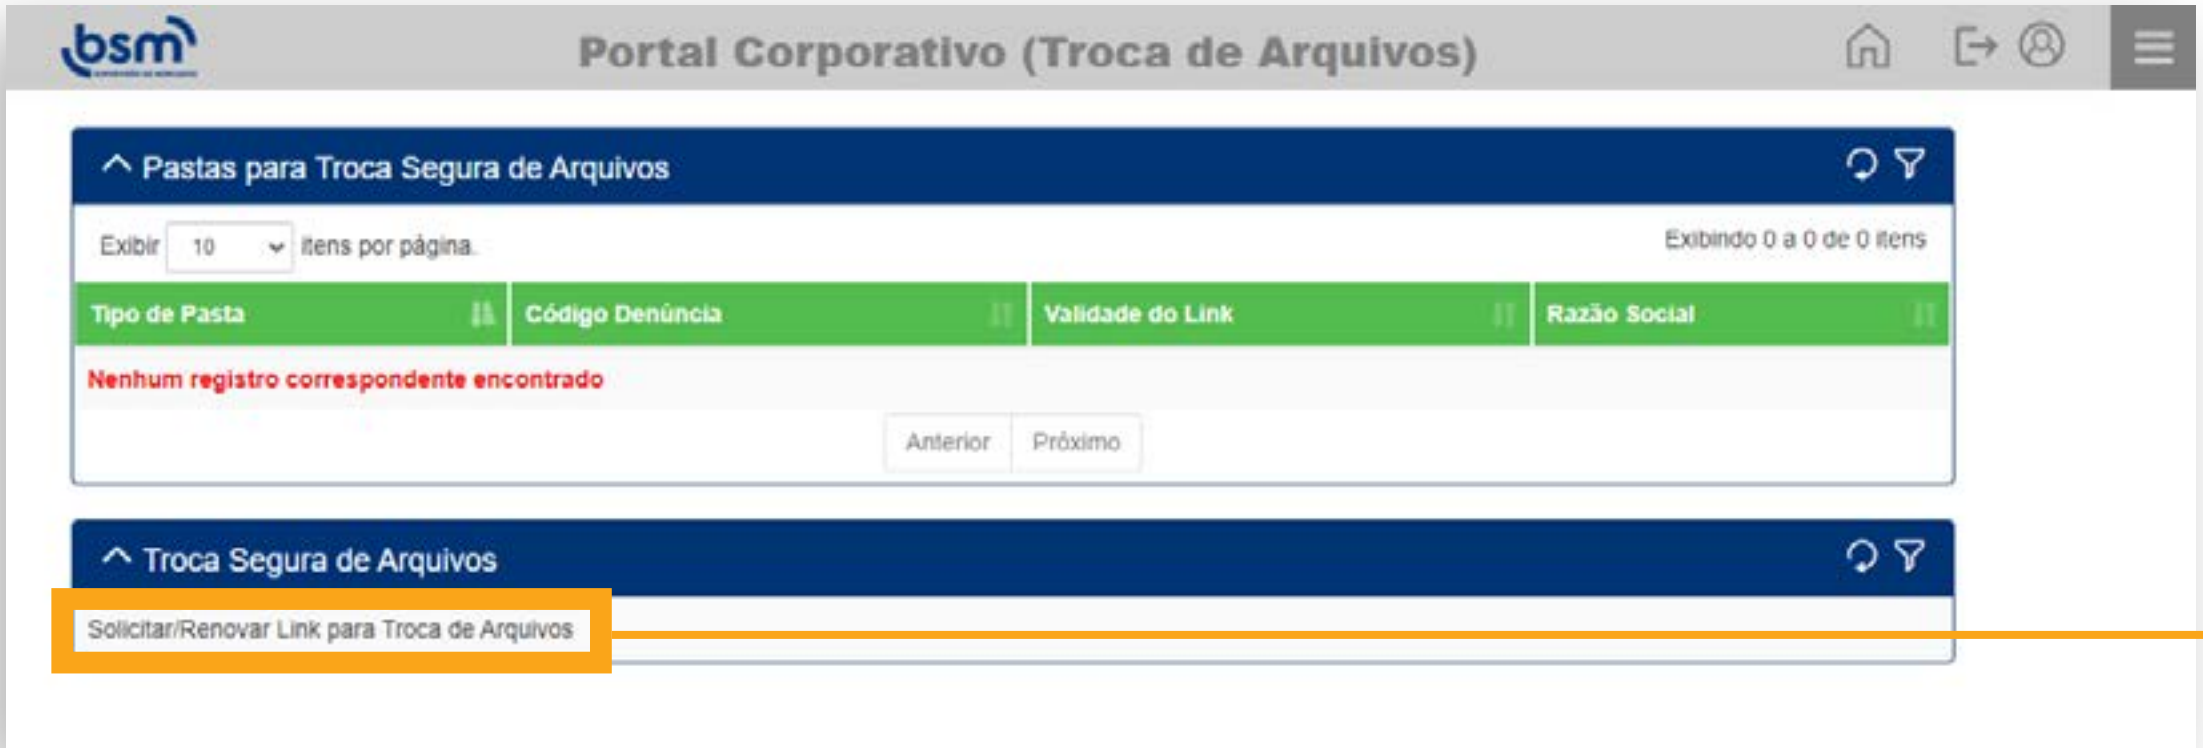 bsm
Portal Corporativo (Troca de Arquivos)
Pastas para Troca Segura de Arquivos
Exibir 10 itens por página.
Exibindo 0 a 0 de 0 itens
Tipo de Pasta
Código Denúncia
Validade do Link
Razão Social
Nenhum registro correspondente encontrado
Anterior
Próximo
Troca Segura de Arquivos
Solicitar/Renovar Link para Troca de Arquivos